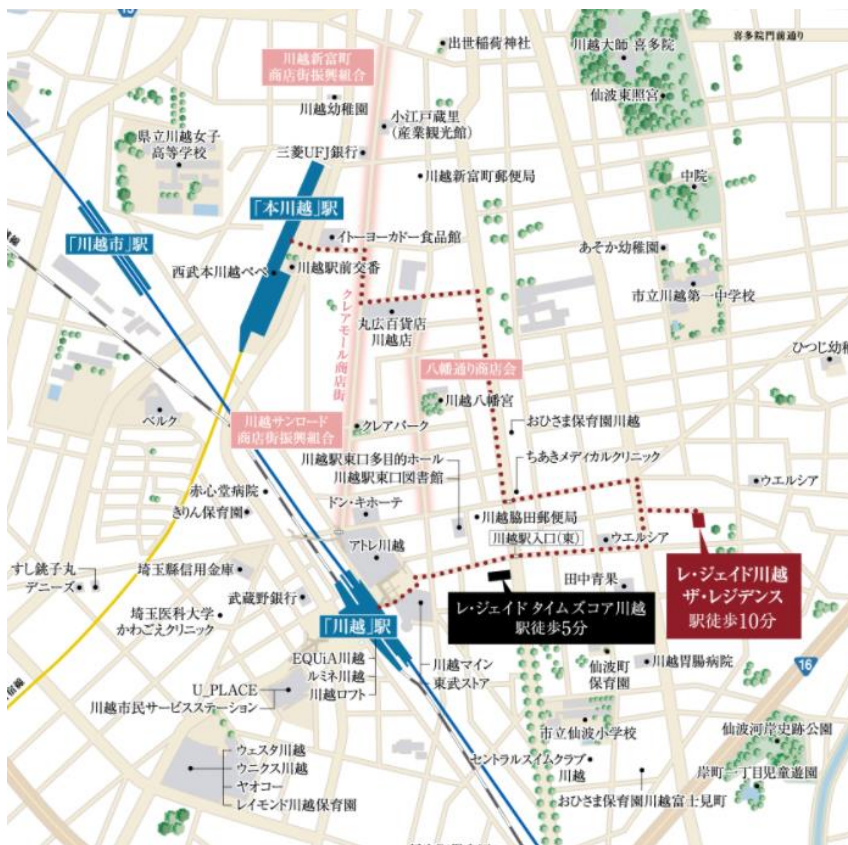 15
出世稲荷神社
川越大師 喜多院
喜多院門前通り
川越新富町
商店街振興組合
仙波東照宮
川越幼稚園
小江戸蔵里
(産業観光館)
県立川越女子
高等学校
三菱UFJ銀行
川越新富町郵便局
中院
「本川越」駅
「川越市」駅
イトーヨーカドー食品館
あそか幼稚園
西武本川越ペペ
川越駅前交番
市立川越第一中学校
クレアモール商店街
丸広百貨店
川越店
ひつじ幼稚
八幡通り商店会
ベルク
川越八幡宮
川越サンロード
商店街振興組合
クレアパーク
おひさま保育園川越
川越駅東口多目的ホール
ちあきメディカルクリニック
川越駅東口図書館
ウエルシア
赤心堂病院
きりん保育園
ドン・キホーテ
川越脇田郵便局
川越駅入口(東)
ウエルシア
アトレ川越
すし銚子丸
デニーズ
埼玉縣信用金庫
田中青果
レ・ジェイド川越
ザ・レジデンス
駅徒歩10分
武蔵野銀行
レ・ジェイド タイムズコア川越
駅徒歩5分
埼玉医科大学
かわごえクリニック
「川越」駅
EQUiA川越
ルミネ川越
川越ロフト
川越マイン
東武ストア
仙波町
保育園
川越胃腸病院
16
U_PLACE
川越市民サービスステーション
市立仙波小学校
仙波河岸史跡公園
ウェスタ川越
ウニクス川越
ヤオコー
レイモンド川越保育園
セントラルスイムクラブ
川越
岸町一丁目児童遊園
おひさま保育園川越富士見町